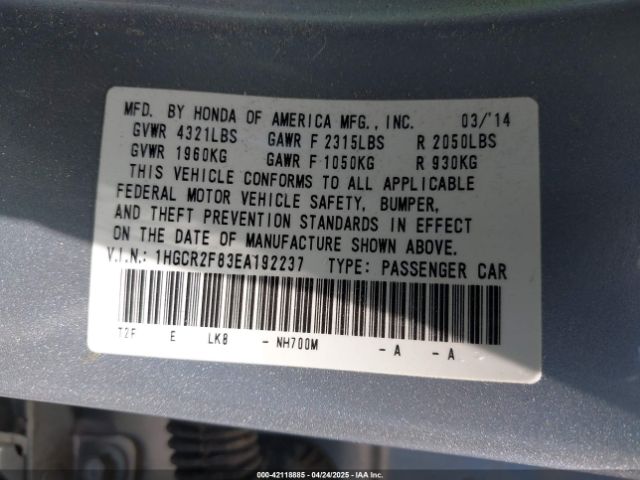 MFD. BY HONDA OF AMERICA MFG., INC. 03/'14
GVWR 4321LBS GAWR F 2315LBS R 2050LBS
GVWR 1960KG GAWR F 1050KG R 930KG
THIS VEHICLE CONFORMS TO ALL APPLICABLE
FEDERAL MOTOR VEHICLE SAFETY, BUMPER,
AND THEFT PREVENTION STANDARDS IN EFFECT
ON THE DATE OF MANUFACTURE SHOWN ABOVE.
V.I.N.: 1HGCR2F83EA192237 TYPE: PASSENGER CAR
T2F E LK8 - NH700M - A - A
000-42118885 - 04/24/2025 - IAA Inc.